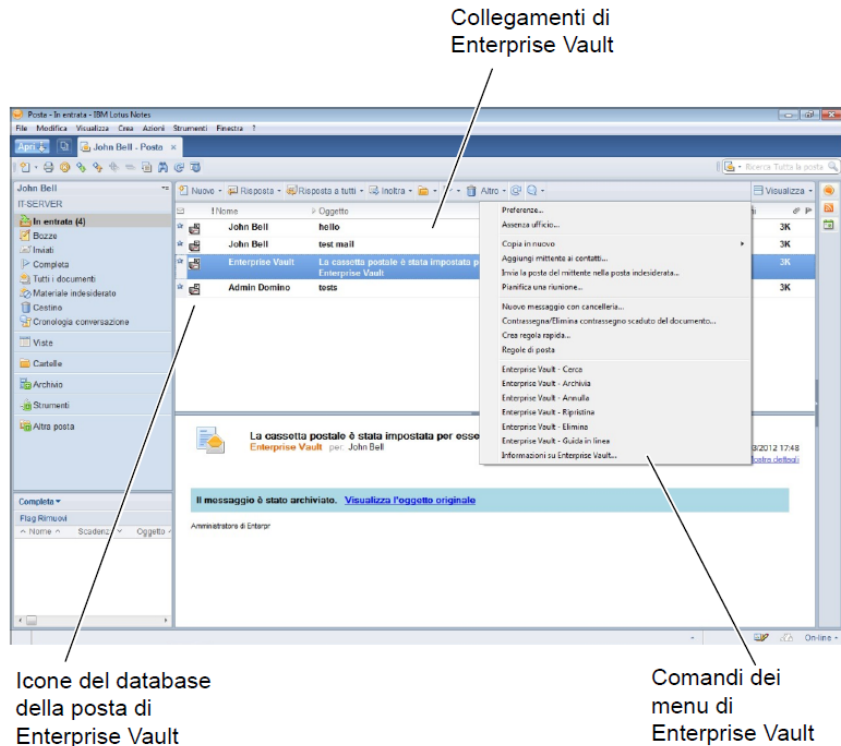 Collegamenti di
Enterprise Vault
Posta - In entrata - IBM Lotus Notes
File Modifica Visualizza Crea Azioni Strumenti Finestra ?
Apri
John Bell - Posta ×
Ricerca Tutta la posta
John Bell
IT-SERVER
In entrata (4)
Bozze
Inviati
Completa
Tutti i documenti
Materiale indesiderato
Cestino
Cronologia conversazione
Viste
Cartelle
Archivio
Strumenti
Altra posta
Completa
Flag Rimuovi
Nome Scadenz Oggetto
Nuovo Risposta Risposta a tutti Inoltra Altro Visualizza
! Nome Oggetto
John Bell hello 3K
John Bell test mail 3K
Enterprise Vault La cassetta postale è stata impostata p 3K
Enterprise Vault
Admin Domino tests 3K
Preferenze...
Assenza ufficio...
Copia in nuovo
Aggiungi mittente ai contatti...
Invie la posta del mittente nella posta indesiderata...
Pianifica una riunione...
Nuovo messaggio con cancelleria...
Contrassegna/Elimina contrassegno scaduto del documento...
Crea regola rapida...
Regole di posta
Enterprise Vault - Cerca
Enterprise Vault - Archivia
Enterprise Vault - Annulla
Enterprise Vault - Ripristina
Enterprise Vault - Elimina
Enterprise Vault - Guida in linea
Informazioni su Enterprise Vault...
La cassetta postale è stata impostata per esse
Enterprise Vault per: John Bell
3/2012 17:48
ostra dettagli
Il messaggio è stato archiviato. Visualizza l'oggetto originale
Amministratore di Enterpr
On-line
Icone del database
della posta di
Enterprise Vault
Comandi dei
menu di
Enterprise Vault